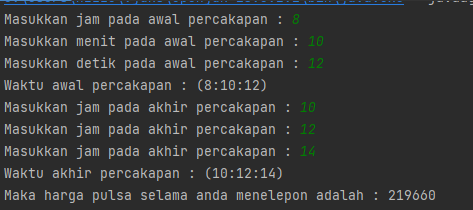 Masukkan jam pada awal percakapan : 8
Masukkan menit pada awal percakapan : 10
Masukkan detik pada awal percakapan : 12
Waktu awal percakapan : (8:10:12)
Masukkan jam pada akhir percakapan : 10
Masukkan jam pada akhir percakapan : 12
Masukkan jam pada akhir percakapan : 14
Waktu akhir percakapan : (10:12:14)
Maka harga pulsa selama anda menelepon adalah : 219660